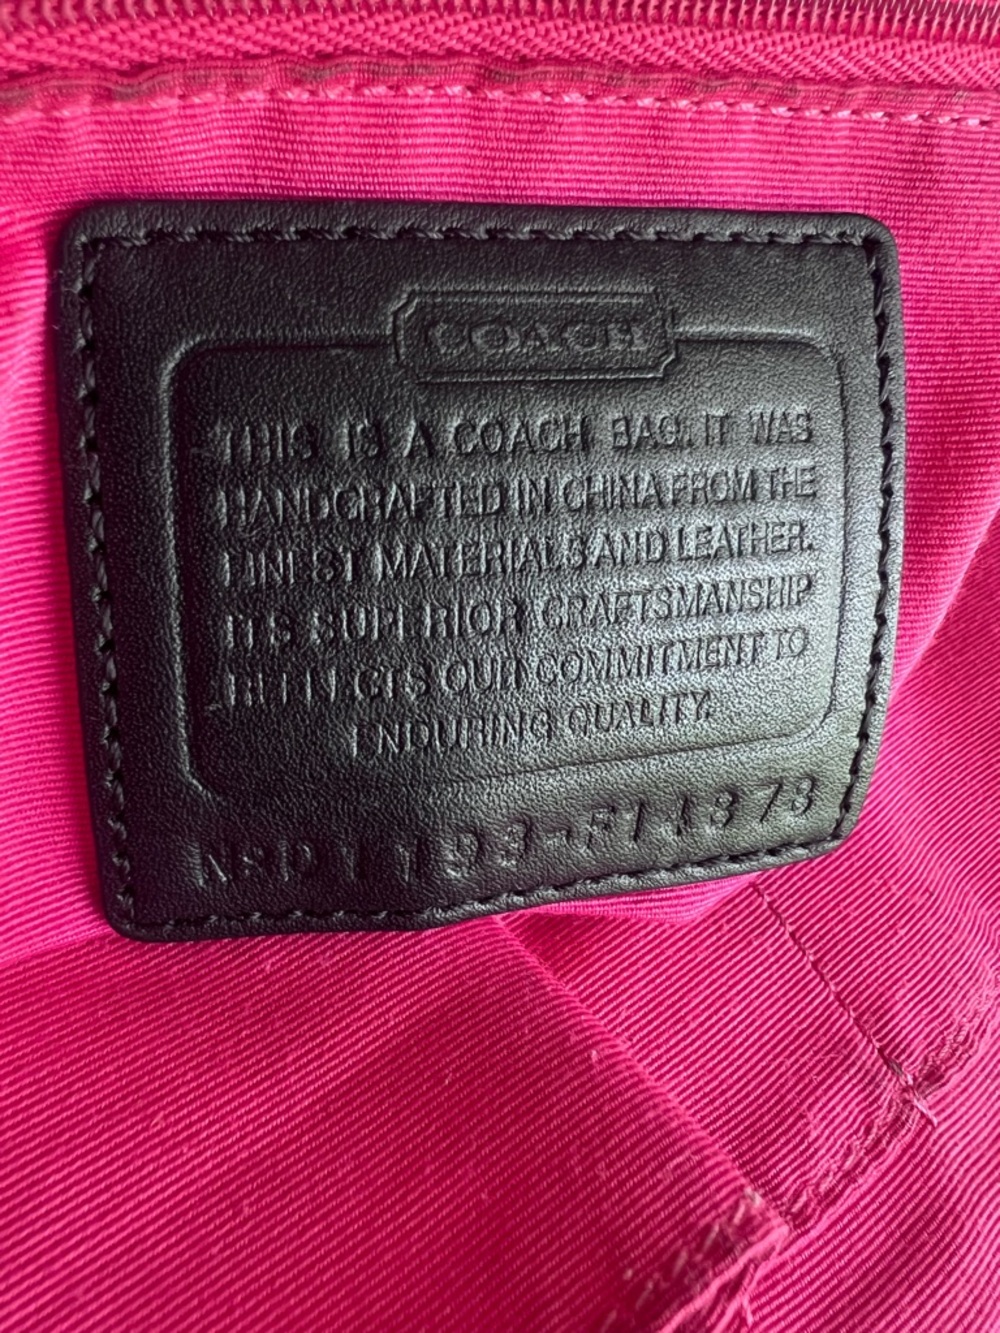 COACH
THIS IS A COACH BAG. IT WAS
HANDCRAFTED IN CHINA FROM THE
FINEST MATERIALS AND LEATHER.
ITS SUPERIOR CRAFTSMANSHIP
REFLECTS OUR COMMITMENT TO
ENDURING QUALITY.